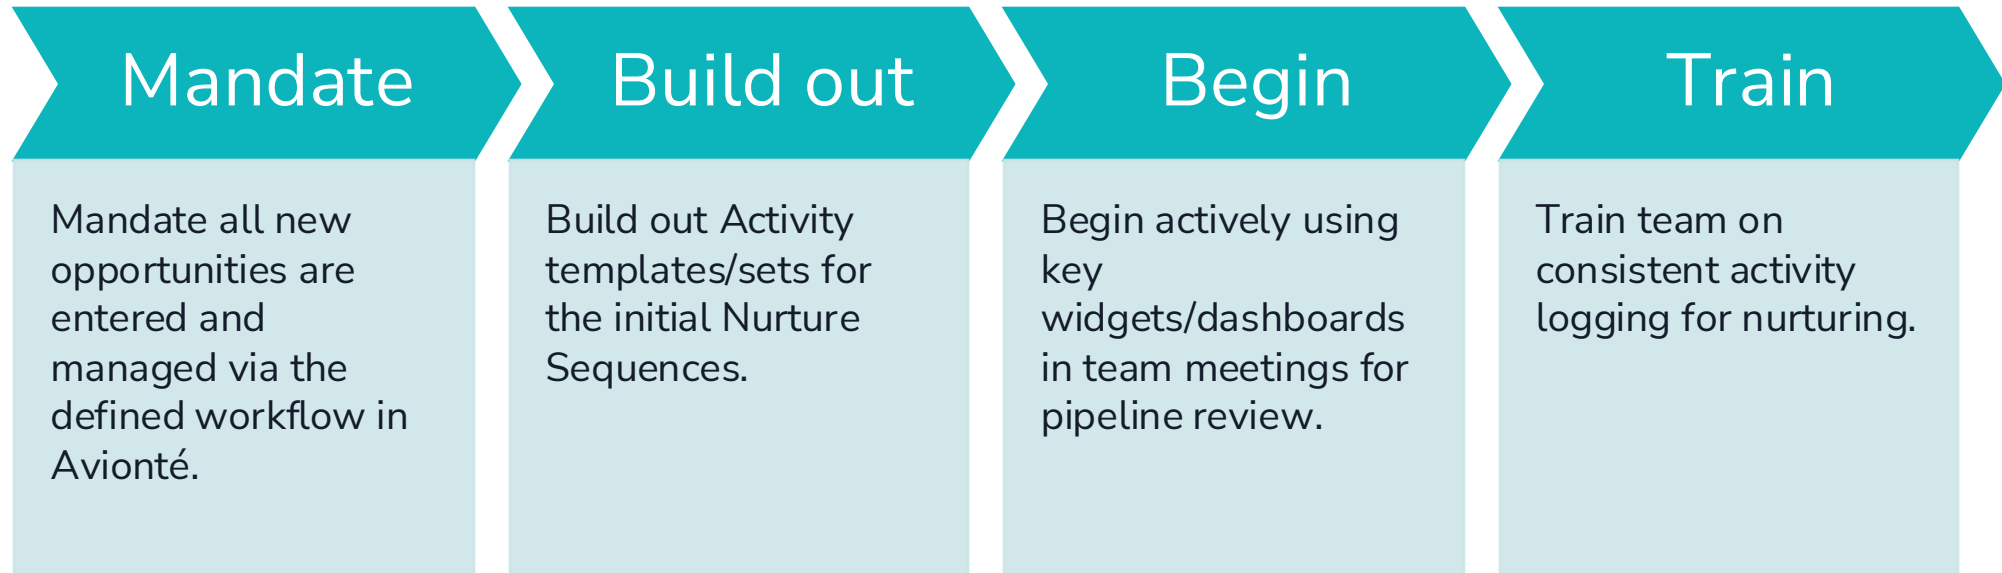 Mandate
Mandate all new
opportunities are
entered and
managed via the
defined workflow in
Avionté.
Build out
Build out Activity
templates/sets for
the initial Nurture
Sequences.
Begin
Begin actively using
key
widgets/dashboards
in team meetings for
pipeline review.
Train
Train team on
consistent activity
logging for nurturing.